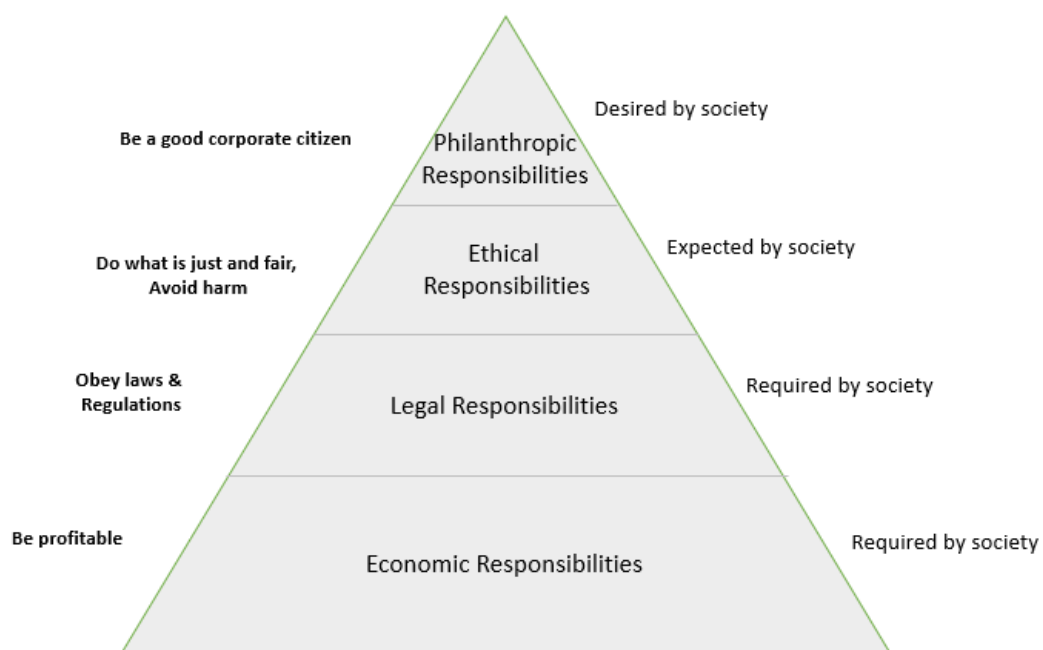 Desired by society
Be a good corporate citizen
Philanthropic
Responsibilities
Expected by society
Ethical
Responsibilities
Do what is just and fair,
Avoid harm
Obey laws &
Regulations
Legal Responsibilities
Required by society
Be profitable
Economic Responsibilities
Required by society